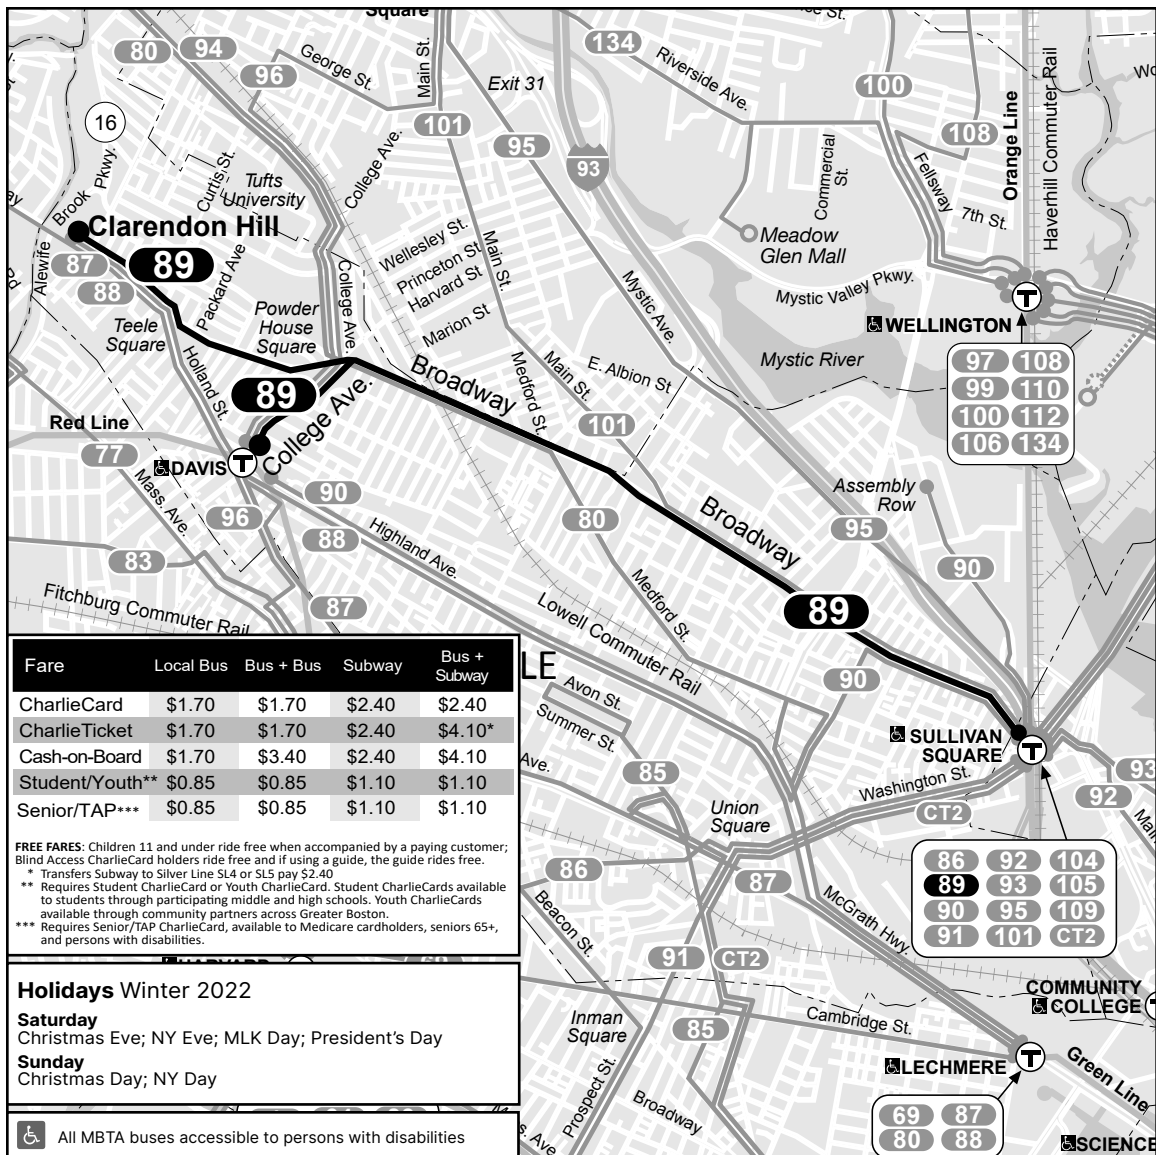 Square
ce St.
80
94
96
George St.
Main St.
Exit 31
134
Riverside Ave.
100
108
Orange Line
Haverhill Commuter Rail
Wo
16
101
95
93
Commercial
St.
Fellsway
7th St.
Brook
Pkwy.
Curtis St.
Tufts
University
College Ave.
Clarendon Hill
89
87
88
Alewife
Rd
Packard Ave
Wellesley St.
Princeton St
Harvard St
Marion St
Main St.
Meadow
Glen Mall
Mystic Valley Pkwy.
Mystic Ave.
WELLINGTON
T
Mystic River
97 108
99 110
100 112
106 134
Teele
Square
Powder
House
Square
College Ave.
Holland St.
89
College Ave.
Broadway
Medford St.
Main St.
E. Albion St
101
Red Line
77
DAVIS
T
Mass. Ave.
96
90
88
Highland Ave.
80
Broadway
Assembly
Row
95
90
83
87
Fitchburg Commuter Rail
Medford St.
Lowell Commuter Rail
89
90
LE
Avon St.
Summer St.
Ave.
85
SULLIVAN
SQUARE
T
Washington St.
CT2
93
92
Main
Union
Square
86
87
Beacon St.
McGrath Hwy.
86 92 104
89 93 105
90 95 109
91 101 CT2
91
CT2
COMMUNITY
COLLEGE
Inman
Square
85
Cambridge St.
Prospect St.
Broadway
LECHMERE
T
Green Line
69 87
80 88
SCIENCE
s. Ave
Fare Local Bus Bus + Bus Subway Bus + Subway
CharlieCard $1.70 $1.70 $2.40 $2.40
CharlieTicket $1.70 $1.70 $2.40 $4.10*
Cash-on-Board $1.70 $3.40 $2.40 $4.10
Student/Youth** $0.85 $0.85 $1.10 $1.10
Senior/TAP*** $0.85 $0.85 $1.10 $1.10
FREE FARES: Children 11 and under ride free when accompanied by a paying customer;
Blind Access CharlieCard holders ride free and if using a guide, the guide rides free.
* Transfers Subway to Silver Line SL4 or SL5 pay $2.40
** Requires Student CharlieCard or Youth CharlieCard. Student CharlieCards available
to students through participating middle and high schools. Youth CharlieCards
available through community partners across Greater Boston.
*** Requires Senior/TAP CharlieCard, available to Medicare cardholders, seniors 65+,
and persons with disabilities.
Holidays Winter 2022
Saturday
Christmas Eve; NY Eve; MLK Day; President's Day
Sunday
Christmas Day; NY Day
All MBTA buses accessible to persons with disabilities